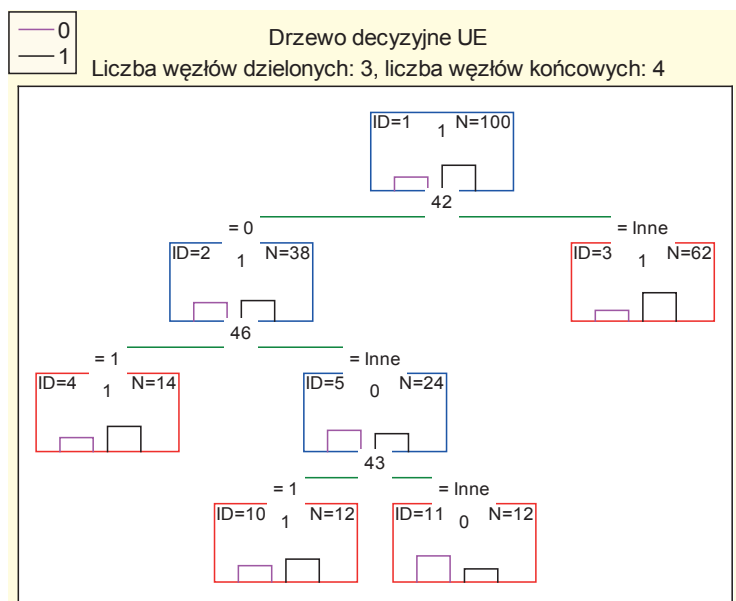 0
1
Drzewo decyzyjne UE
Liczba węzłów dzielonych: 3, liczba węzłów końcowych: 4
ID=1 1 N=100
42
= 0 = Inne
ID=2 1 N=38 ID=3 1 N=62
46
= 1 = Inne
ID=4 1 N=14 ID=5 0 N=24
43
= 1 = Inne
ID=10 1 N=12 ID=11 0 N=12